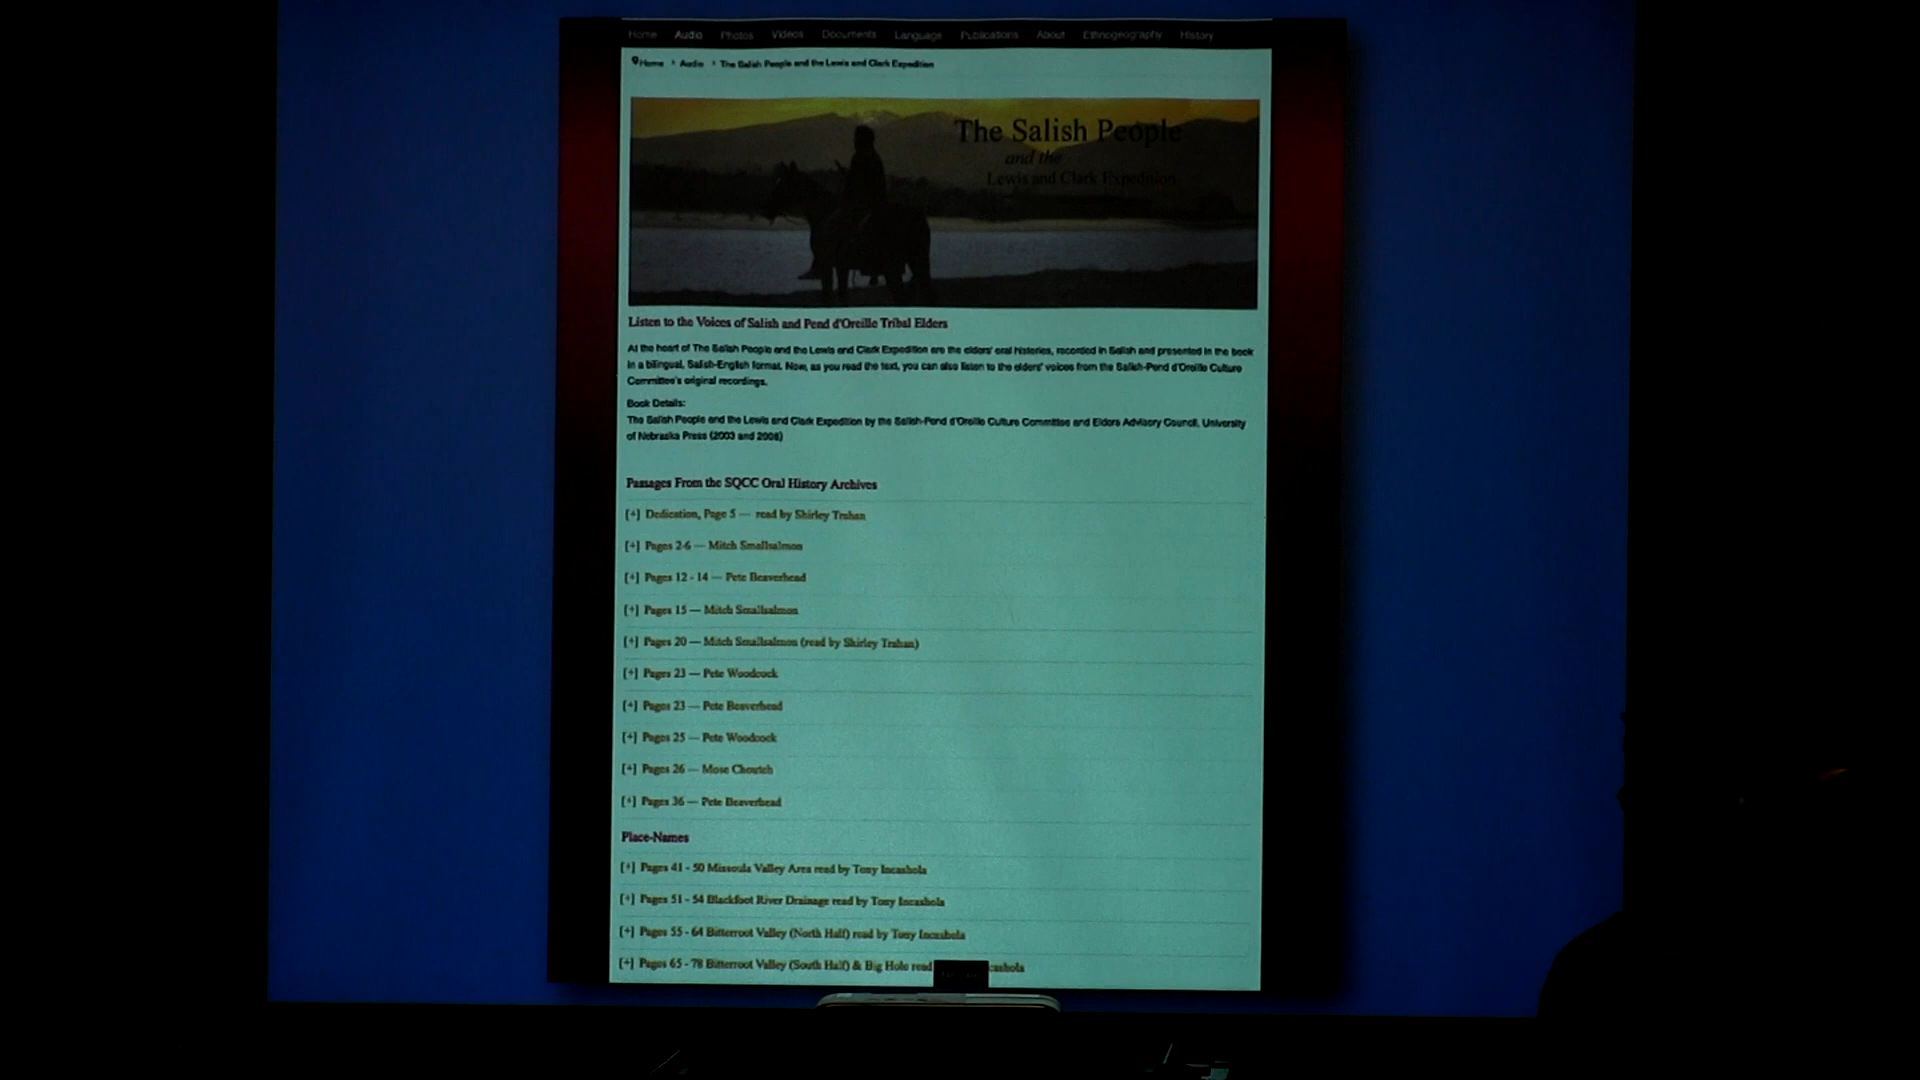 Home Audio Photos Videos Documents Language Publications About Ethnogeography History
Home > Audio > The Salish People and the Lewis and Clark Expedition
The Salish People
and the
Lewis and Clark Expedition
Listen to the Voices of Salish and Pend d'Oreille Tribal Elders
At the heart of The Salish People and the Lewis and Clark Expedition are the elders' oral histories, recorded in Salish and presented in the book
in a bilingual, Salish-English format. Now, as you read the text, you can also listen to the elders' voices from the Salish-Pend d'Oreille Culture
Committee's original recordings.
Book Details:
The Salish People and the Lewis and Clark Expedition by the Salish-Pend d'Oreille Culture Committee and Elders Advisory Council, University
of Nebraska Press (2003 and 2008)
Passages From the SQCC Oral History Archives
[+] Dedication, Page 5 — read by Shirley Trahan
[+] Pages 2-6 — Mitch Smallsalmon
[+] Pages 12 - 14 — Pete Beaverhead
[+] Pages 15 — Mitch Smallsalmon
[+] Pages 20 — Mitch Smallsalmon (read by Shirley Trahan)
[+] Pages 23 — Pete Woodcock
[+] Pages 23 — Pete Beaverhead
[+] Pages 25 — Pete Woodcock
[+] Pages 26 — Mose Chouteh
[+] Pages 36 — Pete Beaverhead
Place-Names
[+] Pages 41 - 50 Missoula Valley Area read by Tony Incashola
[+] Pages 51 - 54 Blackfoot River Drainage read by Tony Incashola
[+] Pages 55 - 64 Bitterroot Valley (North Half) read by Tony Incashola
[+] Pages 65 - 78 Bitterroot Valley (South Half) & Big Hole read cashola